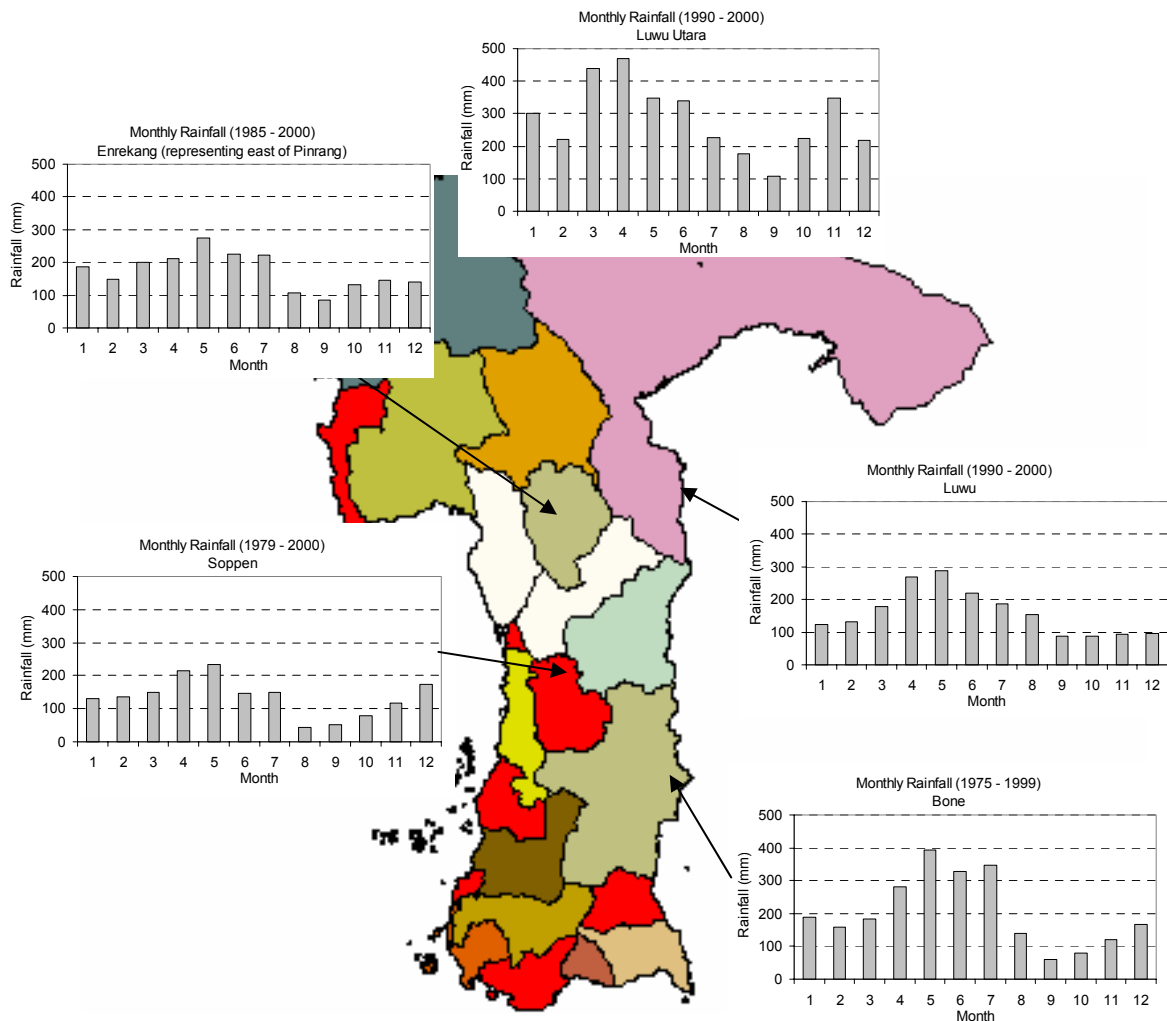 Monthly Rainfall (1990 - 2000)
Luwu Utara
500
400
300
200
100
0
Rainfall (mm)
1 2 3 4 5 6 7 8 9 10 11 12
Month
Monthly Rainfall (1985 - 2000)
Enrekang (representing east of Pinrang)
500
400
300
200
100
0
Rainfall (mm)
1 2 3 4 5 6 7 8 9 10 11 12
Month
Monthly Rainfall (1990 - 2000)
Luwu
500
400
300
200
100
0
Rainfall (mm)
1 2 3 4 5 6 7 8 9 10 11 12
Month
Monthly Rainfall (1979 - 2000)
Soppen
500
400
300
200
100
0
Rainfall (mm)
1 2 3 4 5 6 7 8 9 10 11 12
Month
Monthly Rainfall (1975 - 1999)
Bone
500
400
300
200
100
0
Rainfall (mm)
1 2 3 4 5 6 7 8 9 10 11 12
Month